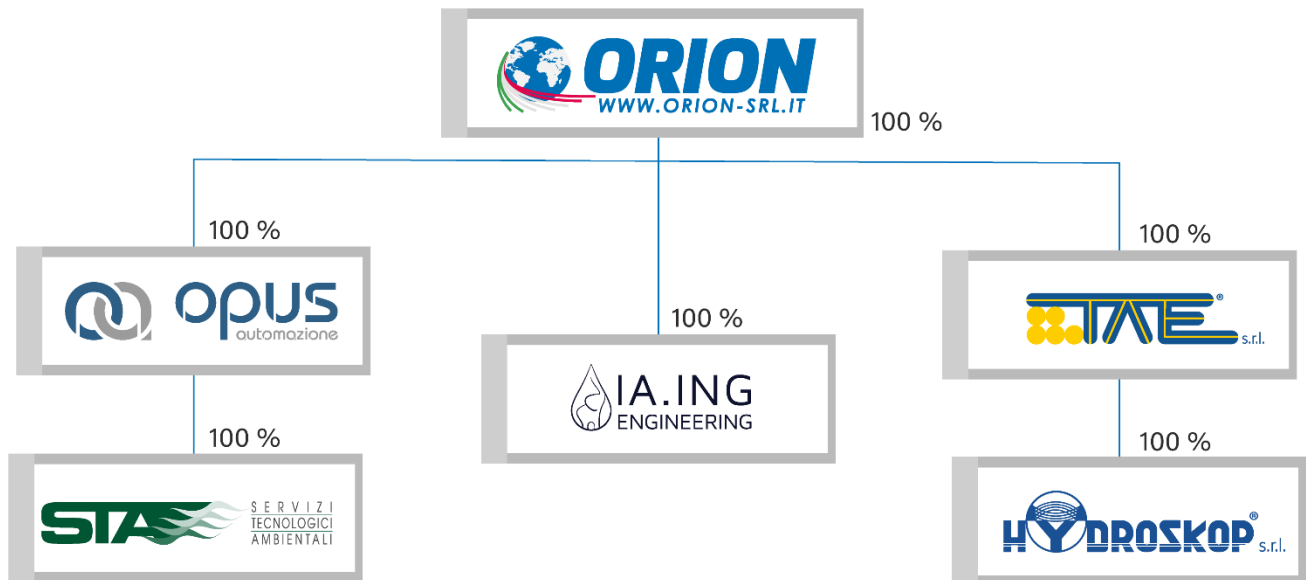 ORION
WWW.ORION-SRL.IT
100 %
100 %
opus
automazione
100 %
IA.ING
ENGINEERING
100 %
TAE® s.r.l.
100 %
STA
SERVIZI
TECNOLOGICI
AMBIENTALI
100 %
HYDROSKOP® s.r.l.